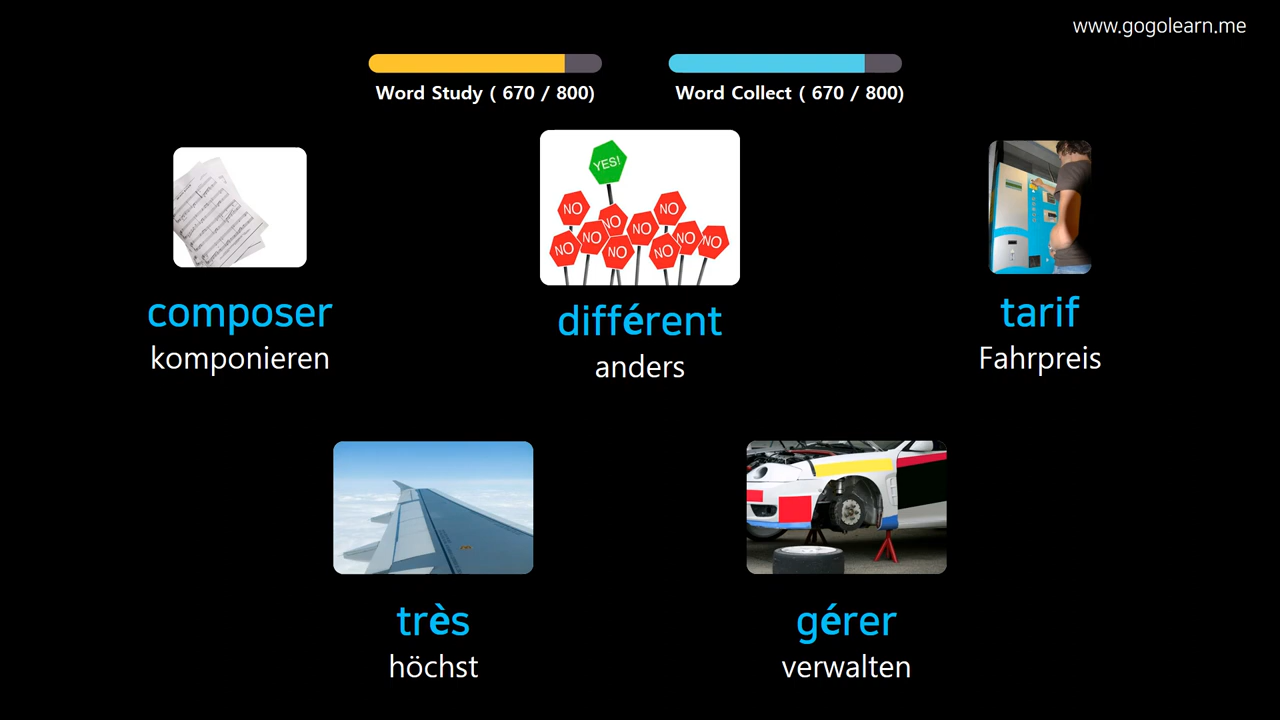 www.gogolearn.me
Word Study ( 670 / 800)
Word Collect ( 670 / 800)
YES!
NO
NO
NO
NO
NO
NO
NO
NO
NO
NO
composer
komponieren
différent
anders
tarif
Fahrpreis
très
höchst
gérer
verwalten